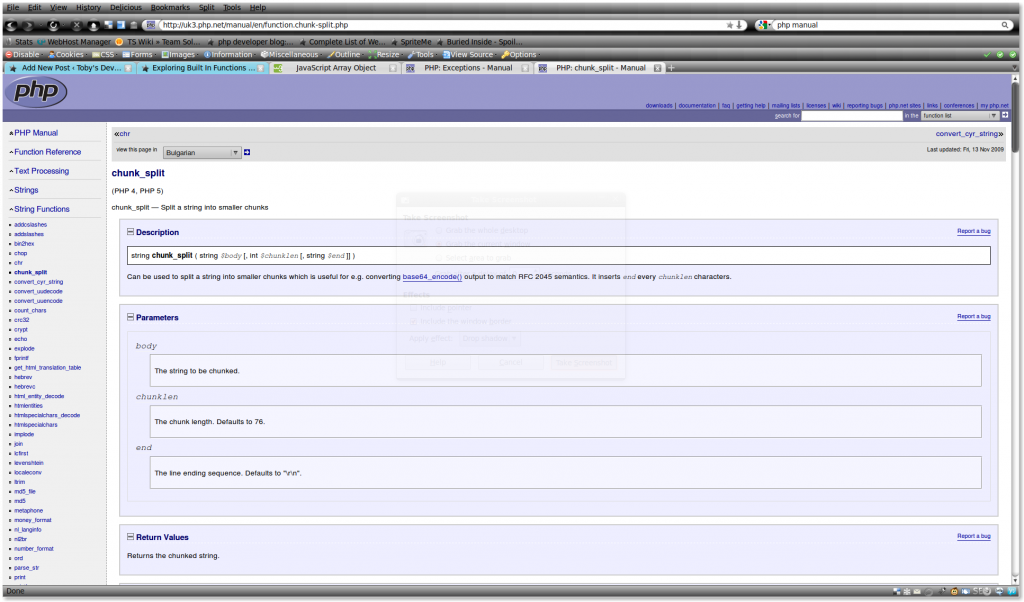 File Edit View History Delicious Bookmarks Split Tools Help
http://uk3.php.net/manual/en/function.chunk-split.php
php manual
Stats WebHost Manager TS Wiki » Team Sol... php developer blog:... Complete List of We... SpriteMe Buried Inside - Spoil...
Disable Cookies CSS Forms Images Information Miscellaneous Outline Resize Tools View Source Options
Add New Post ‹ Toby's Dev... Exploring Built In Functions ... JavaScript Array Object PHP: Exceptions - Manual PHP: chunk_split - Manual
php
downloads | documentation | faq | getting help | mailing lists | licenses | wiki | reporting bugs | php.net sites | links | conferences | my php.net
search for in the function list
PHP Manual
Function Reference
Text Processing
Strings
String Functions
addcslashes
addslashes
bin2hex
chop
chr
chunk_split
convert_cyr_string
convert_uudecode
convert_uuencode
count_chars
crc32
crypt
echo
explode
fprintf
get_html_translation_table
hebrev
hebrevc
html_entity_decode
htmlentities
htmlspecialchars_decode
htmlspecialchars
implode
join
lcfirst
levenshtein
localeconv
ltrim
md5_file
md5
metaphone
money_format
nl_langinfo
nl2br
number_format
ord
parse_str
print
«chr
convert_cyr_string»
view this page in Bulgarian
Last updated: Fri, 13 Nov 2009
chunk_split
(PHP 4, PHP 5)
chunk_split — Split a string into smaller chunks
Description
Report a bug
string chunk_split ( string $body [, int $chunklen [, string $end ]] )
Can be used to split a string into smaller chunks which is useful for e.g. converting base64_encode() output to match RFC 2045 semantics. It inserts end every chunklen characters.
Parameters
Report a bug
body
The string to be chunked.
chunklen
The chunk length. Defaults to 76.
end
The line ending sequence. Defaults to "\r\n".
Return Values
Report a bug
Returns the chunked string.
Take Screenshot
Effects
Done